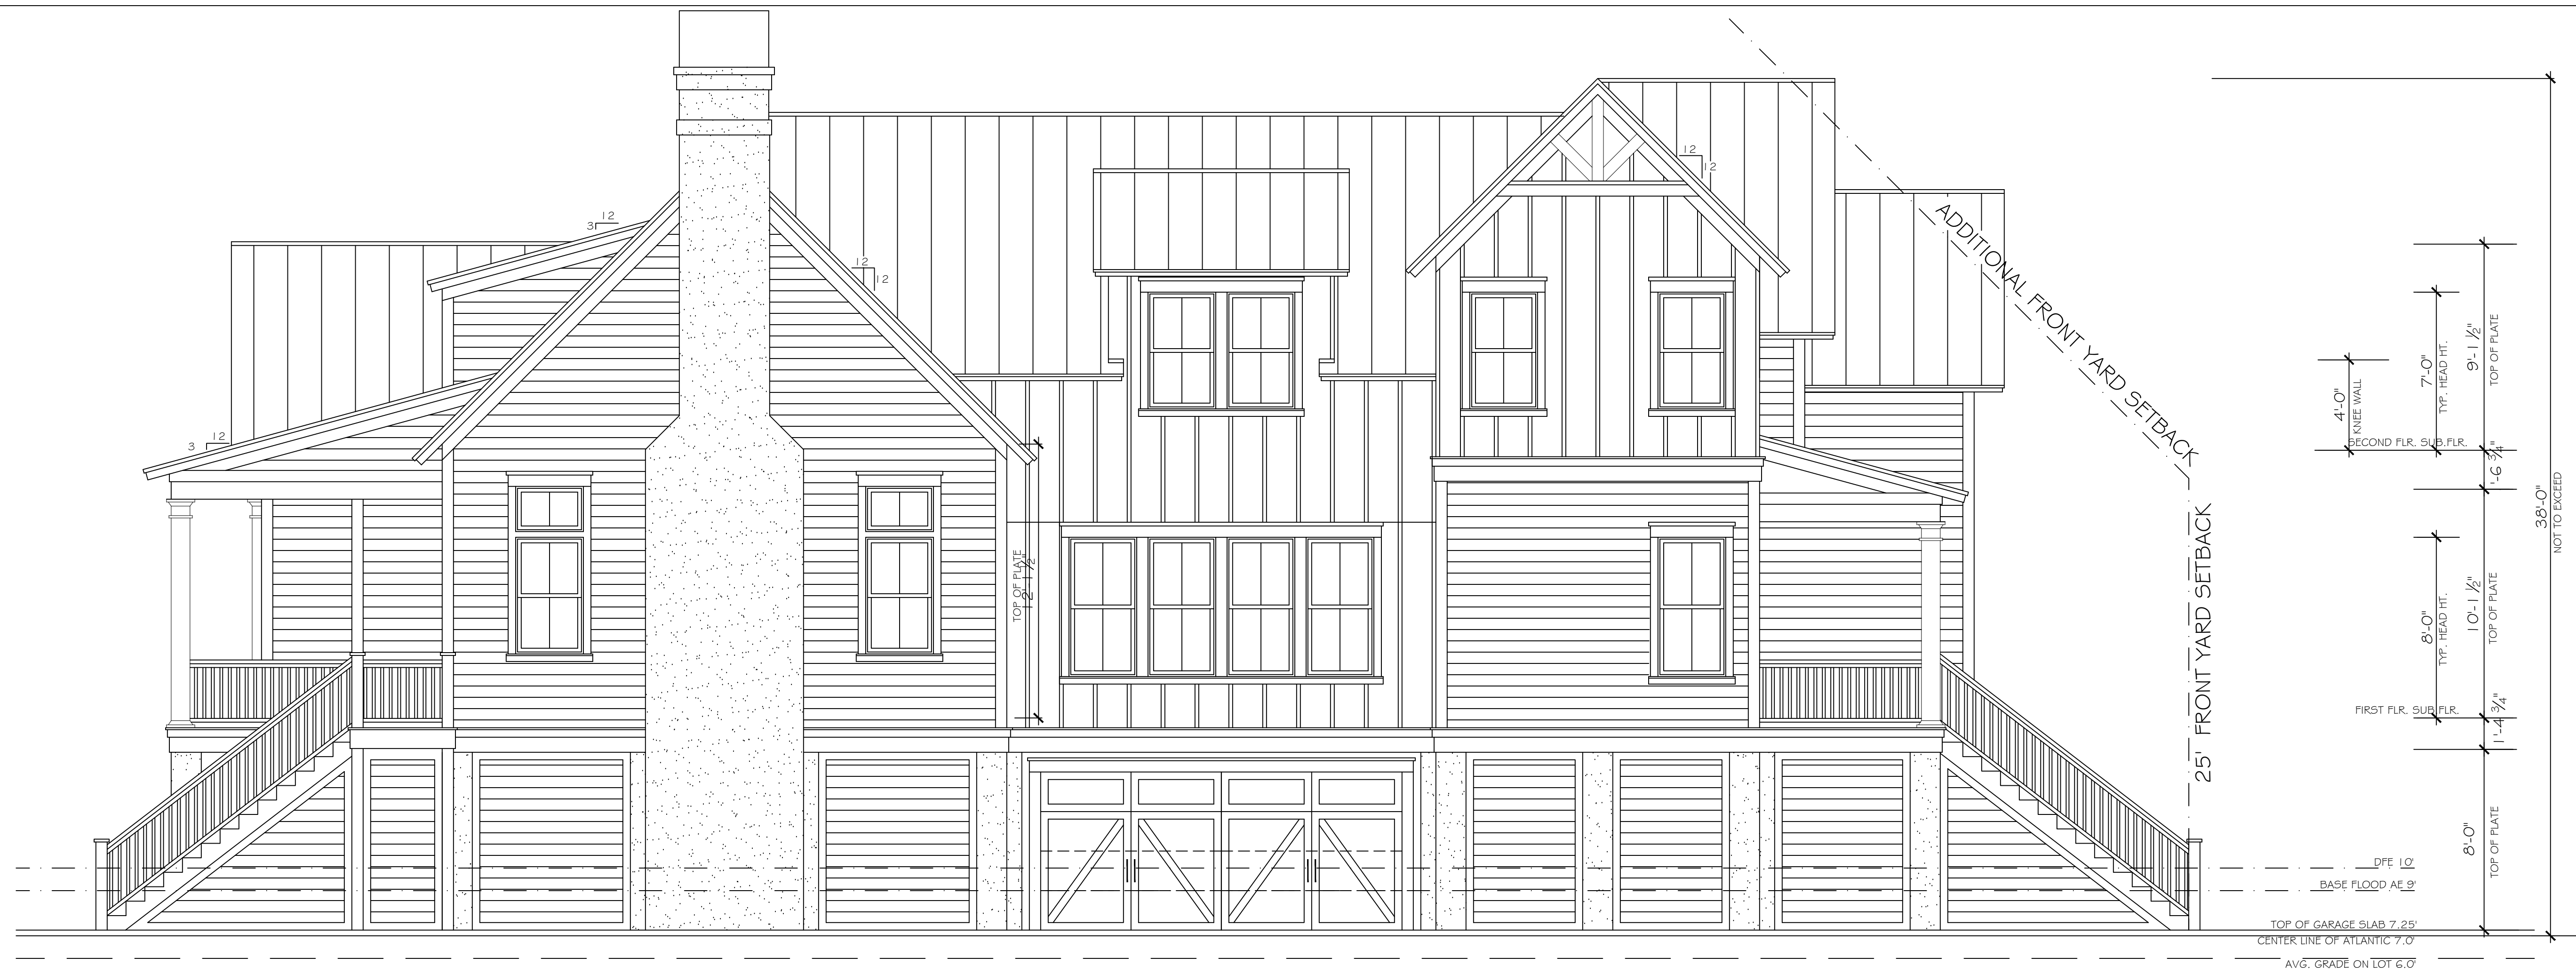 12
3
12
3
12
12
12
12
TOP OF PLATE
12'-1 1/2"
ADDITIONAL FRONT YARD SETBACK
25' FRONT YARD SETBACK
4'-0"
KNEE WALL
7'-0"
TYP. HEAD HT.
9'-1 1/2"
TOP OF PLATE
SECOND FLR. SUB.FLR.
'-6 3/4"
38'-0"
NOT TO EXCEED
8'-0"
TYP. HEAD HT.
10'-1 1/2"
TOP OF PLATE
FIRST FLR. SUB.FLR.
1'-4 3/4"
8'-0"
TOP OF PLATE
DFE 10'
BASE FLOOD AE 9'
TOP OF GARAGE SLAB 7.25'
CENTER LINE OF ATLANTIC 7.0'
AVG. GRADE ON LOT 6.0'